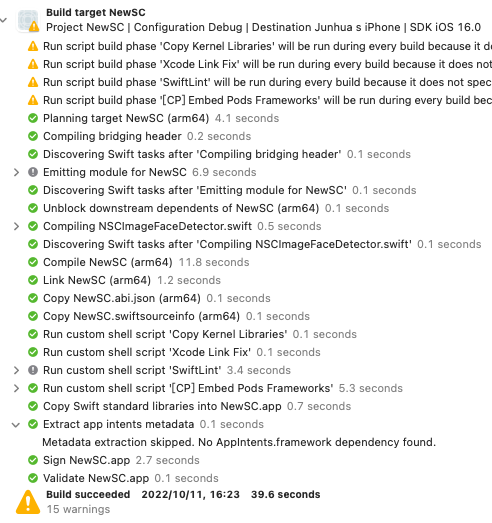 Build target NewSC
Project NewSC | Configuration Debug | Destination Junhua s iPhone | SDK iOS 16.0
Run script build phase 'Copy Kernel Libraries' will be run during every build because it d
Run script build phase 'Xcode Link Fix' will be run during every build because it does not
Run script build phase 'SwiftLint' will be run during every build because it does not spec
Run script build phase '[CP] Embed Pods Frameworks' will be run during every build bec
Planning target NewSC (arm64) 4.1 seconds
Compiling bridging header 0.2 seconds
Discovering Swift tasks after 'Compiling bridging header' 0.1 seconds
Emitting module for NewSC 6.9 seconds
Discovering Swift tasks after 'Emitting module for NewSC' 0.1 seconds
Unblock downstream dependents of NewSC (arm64) 0.1 seconds
Compiling NSCImageFaceDetector.swift 0.5 seconds
Discovering Swift tasks after 'Compiling NSCImageFaceDetector.swift' 0.1 seconds
Compile NewSC (arm64) 11.8 seconds
Link NewSC (arm64) 1.2 seconds
Copy NewSC.abi.json (arm64) 0.1 seconds
Copy NewSC.swiftsourceinfo (arm64) 0.1 seconds
Run custom shell script 'Copy Kernel Libraries' 0.1 seconds
Run custom shell script 'Xcode Link Fix' 0.1 seconds
Run custom shell script 'SwiftLint' 3.4 seconds
Run custom shell script '[CP] Embed Pods Frameworks' 5.3 seconds
Copy Swift standard libraries into NewSC.app 0.7 seconds
Extract app intents metadata 0.1 seconds
Metadata extraction skipped. No AppIntents.framework dependency found.
Sign NewSC.app 2.7 seconds
Validate NewSC.app 0.1 seconds
Build succeeded 2022/10/11, 16:23 39.6 seconds
15 warnings